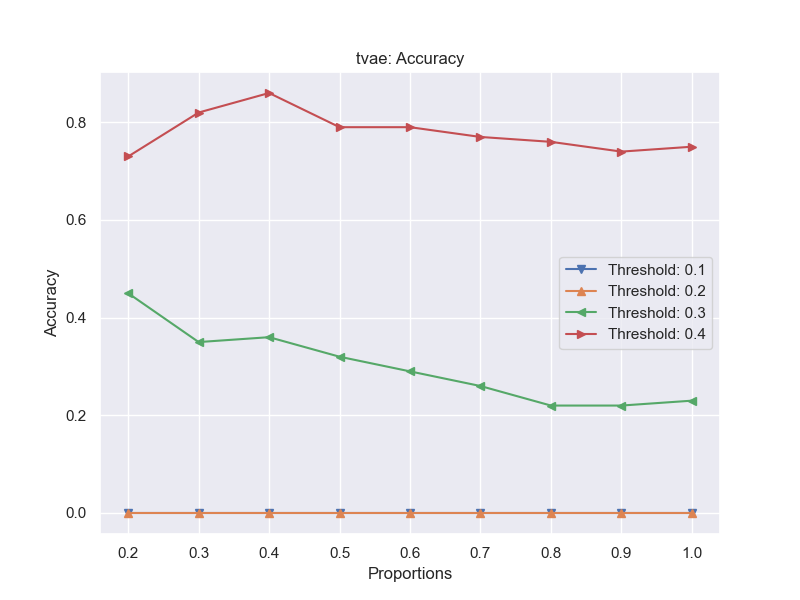 tvae: Accuracy
Accuracy
0.8
0.6
0.4
0.2
0.0
Threshold: 0.1
Threshold: 0.2
Threshold: 0.3
Threshold: 0.4
0.2 0.3 0.4 0.5 0.6 0.7 0.8 0.9 1.0
Proportions